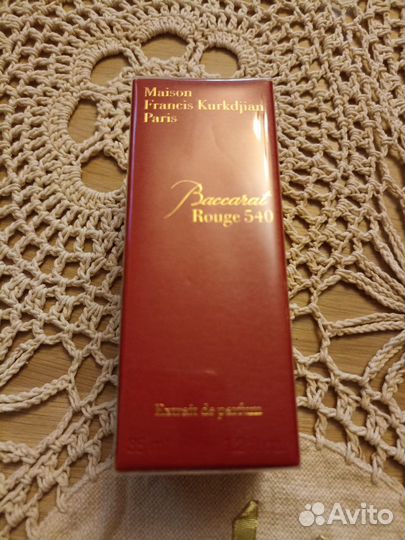 Maison
Francis Kurkdjian
Paris
Baccarat
Rouge 540
Extrait de parfum
Avito